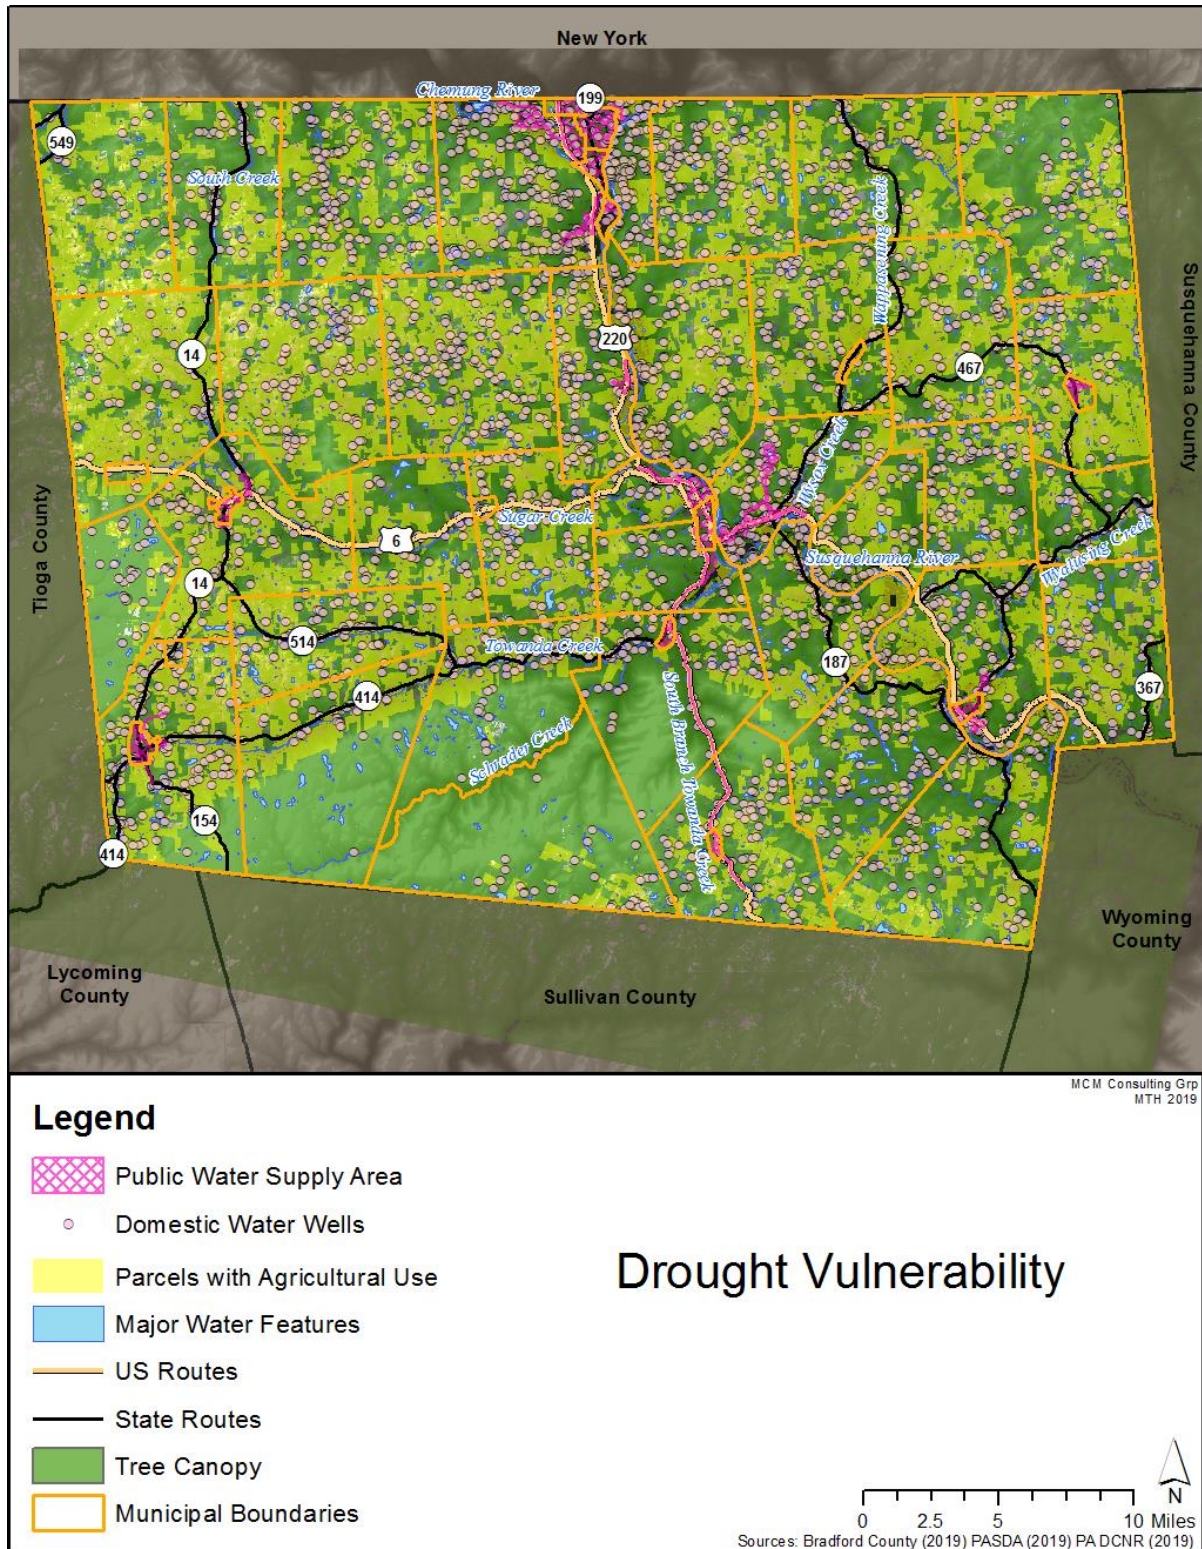 New York
Chemung River
199
549
South Creek
Wappasening Creek
Susquehanna County
220
14
467
Wysox Creek
Sugar Creek
6
Susquehanna River
Wyalusing Creek
Tioga County
14
514
Towanda Creek
187
367
414
South Branch Towanda Creek
Schrader Creek
154
414
Wyoming
County
Lycoming
County
Sullivan County
MCM Consulting Grp
MTH 2019
Legend
Public Water Supply Area
Domestic Water Wells
Parcels with Agricultural Use
Major Water Features
US Routes
State Routes
Tree Canopy
Municipal Boundaries
Drought Vulnerability
N
0 2.5 5 10 Miles
Sources: Bradford County (2019) PASDA (2019) PA DCNR (2019)